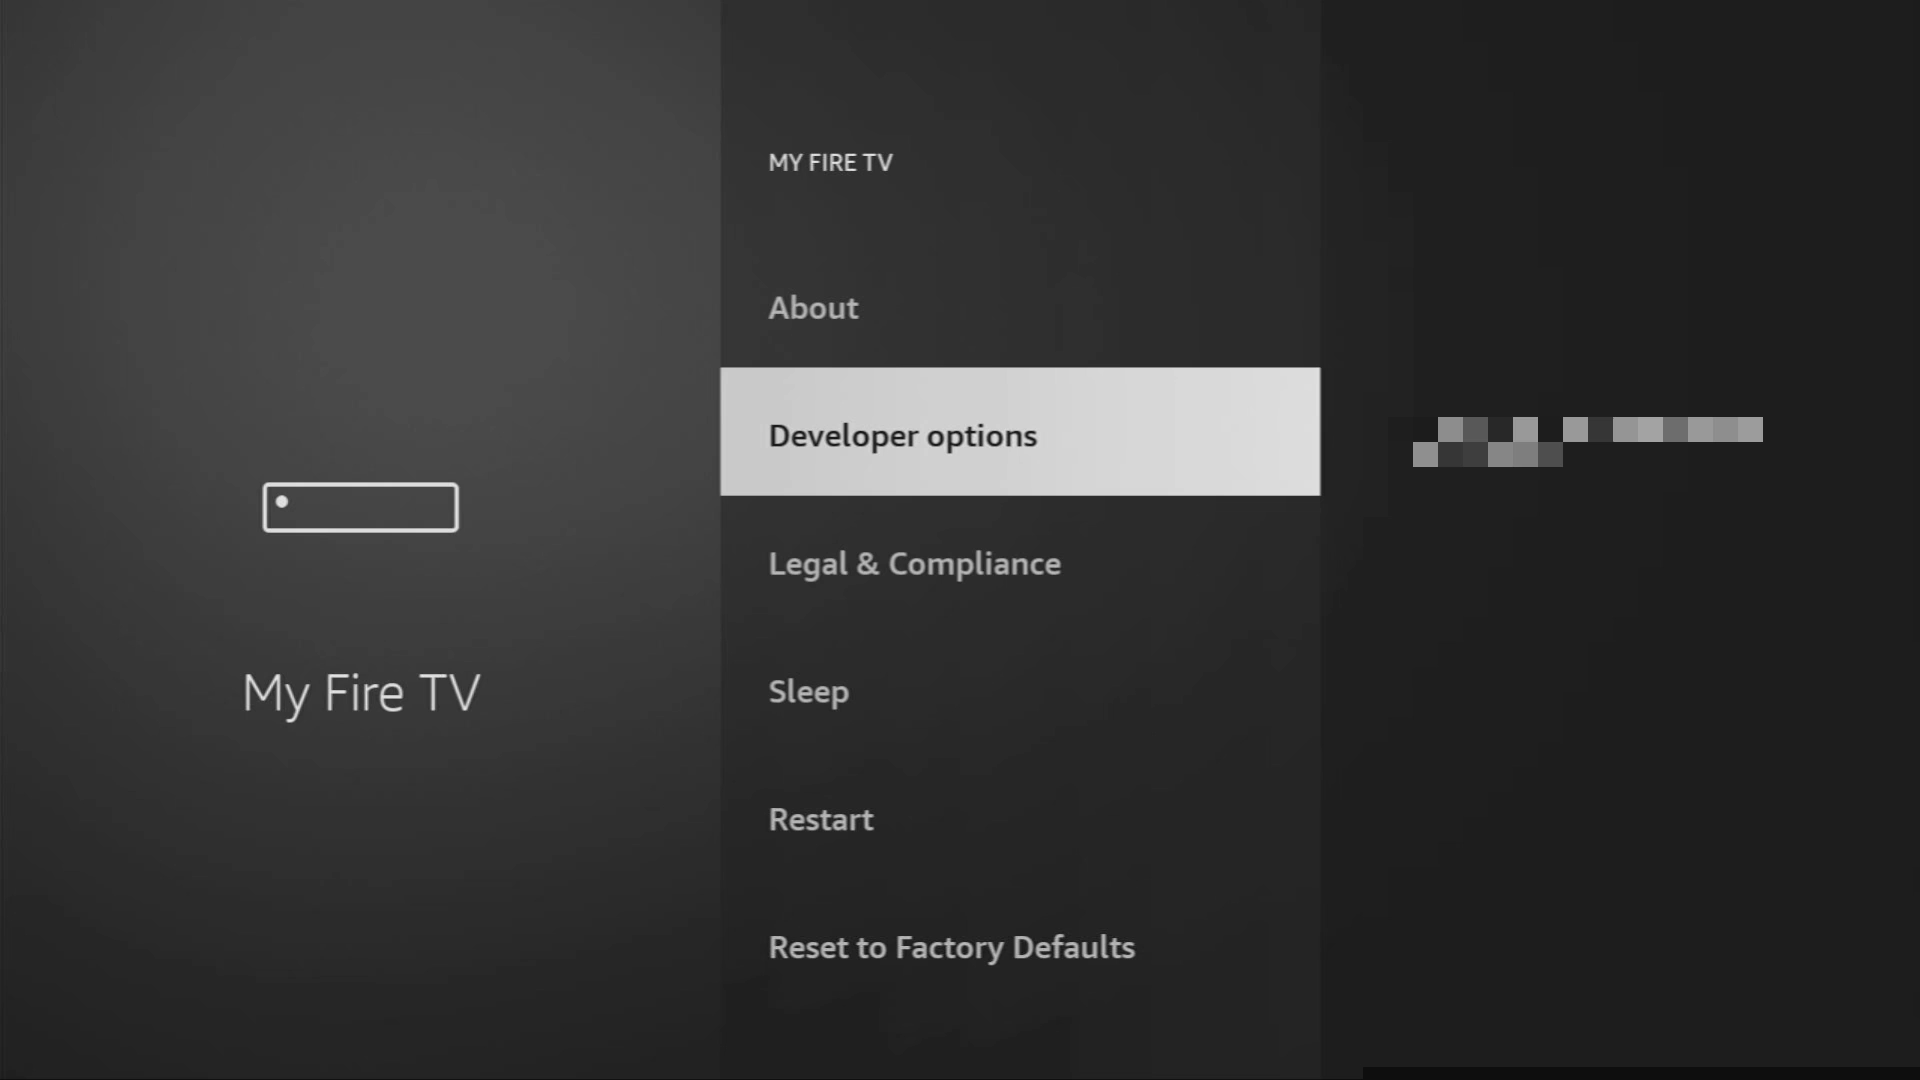 MY FIRE TV
About
Developer options
Legal & Compliance
Sleep
Restart
Reset to Factory Defaults
My Fire TV